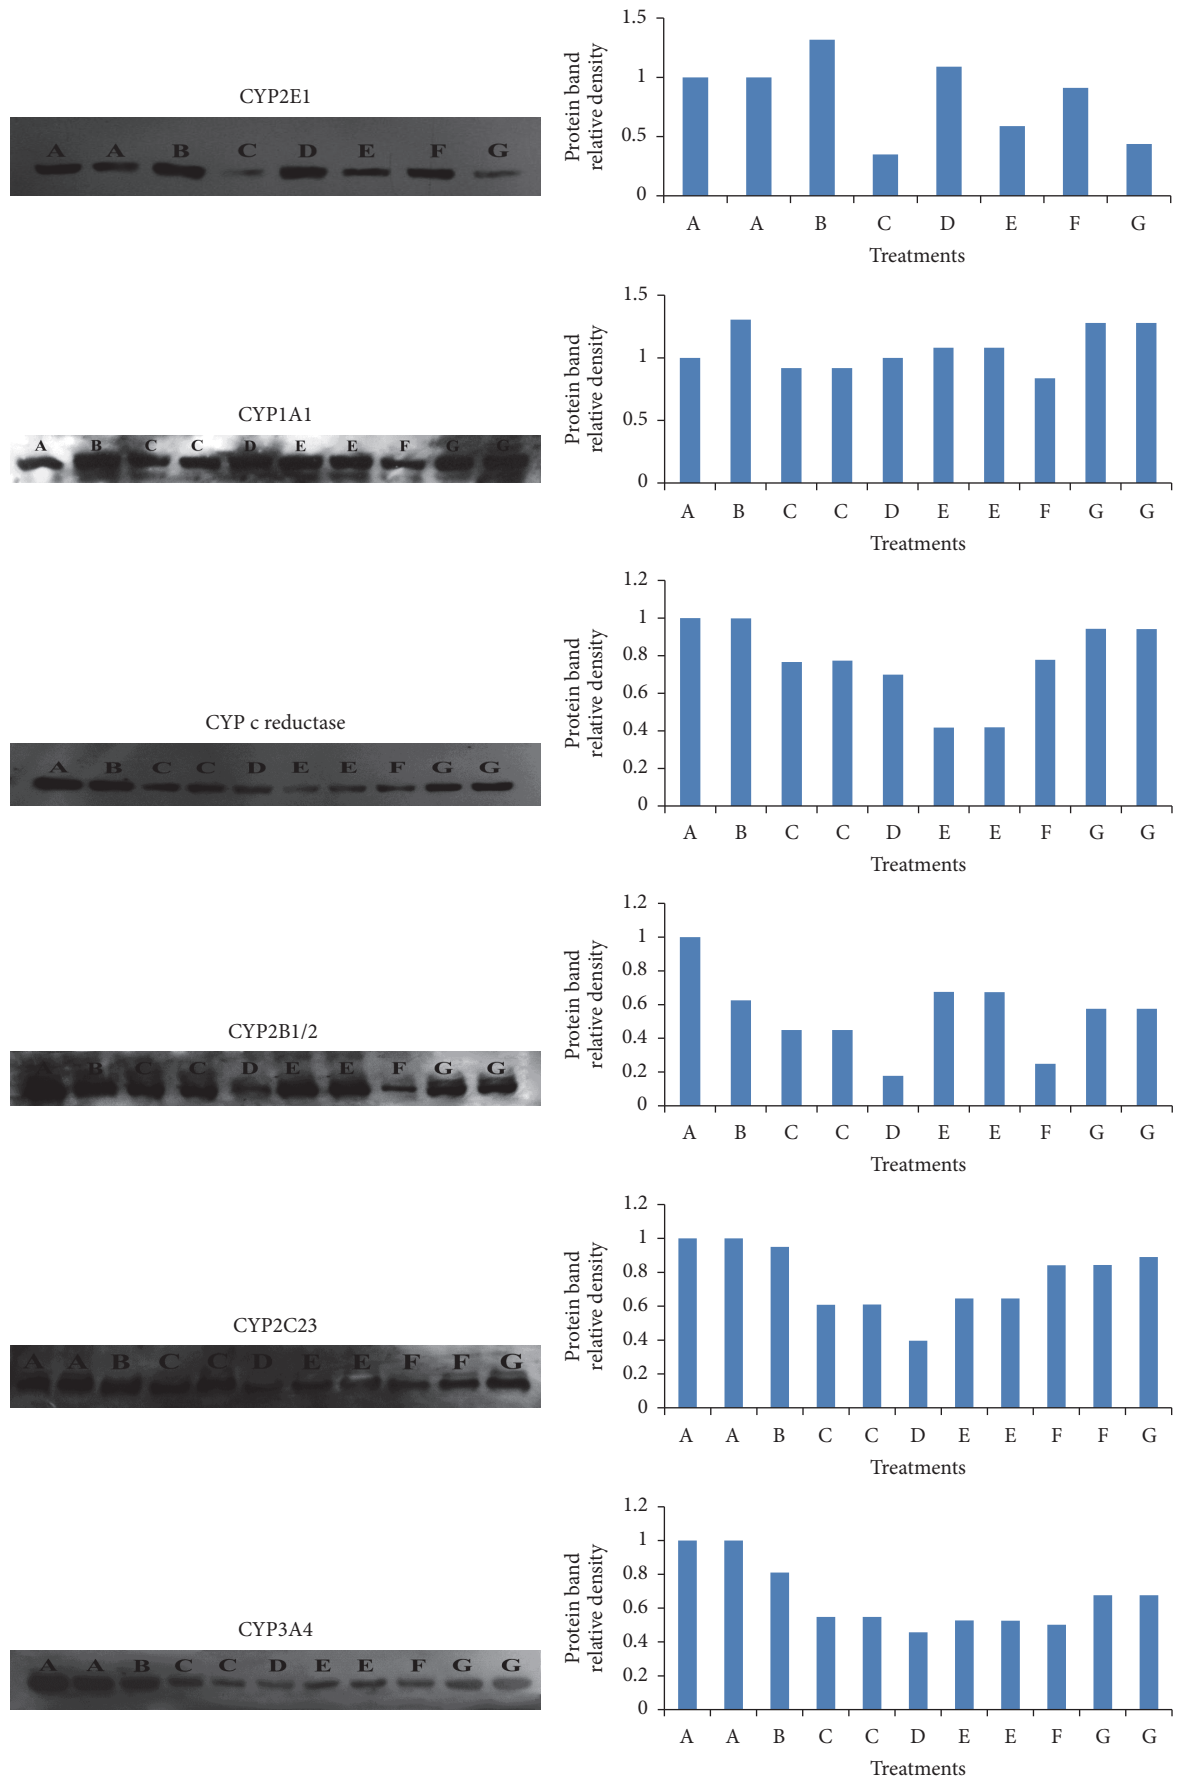 CYP2E1
A A B C D E F G
Protein band
relative density
1.5
1
0.5
0
A A B C D E F G
Treatments
CYP1A1
A B C C D E E F G G
Protein band
relative density
1.5
1
0.5
0
A B C C D E E F G G
Treatments
CYP c reductase
A B C C D E E F G G
Protein band
relative density
1.2
1
0.8
0.6
0.4
0.2
0
A B C C D E E F G G
Treatments
CYP2B1/2
A B C C D E E F G G
Protein band
relative density
1.2
1
0.8
0.6
0.4
0.2
0
A B C C D E E F G G
Treatments
CYP2C23
A A B C C D E E F F G
Protein band
relative density
1.2
1
0.8
0.6
0.4
0.2
0
A A B C C D E E F F G
Treatments
CYP3A4
A A B C C D E E F G G
Protein band
relative density
1.2
1
0.8
0.6
0.4
0.2
0
A A B C C D E E F G G
Treatments